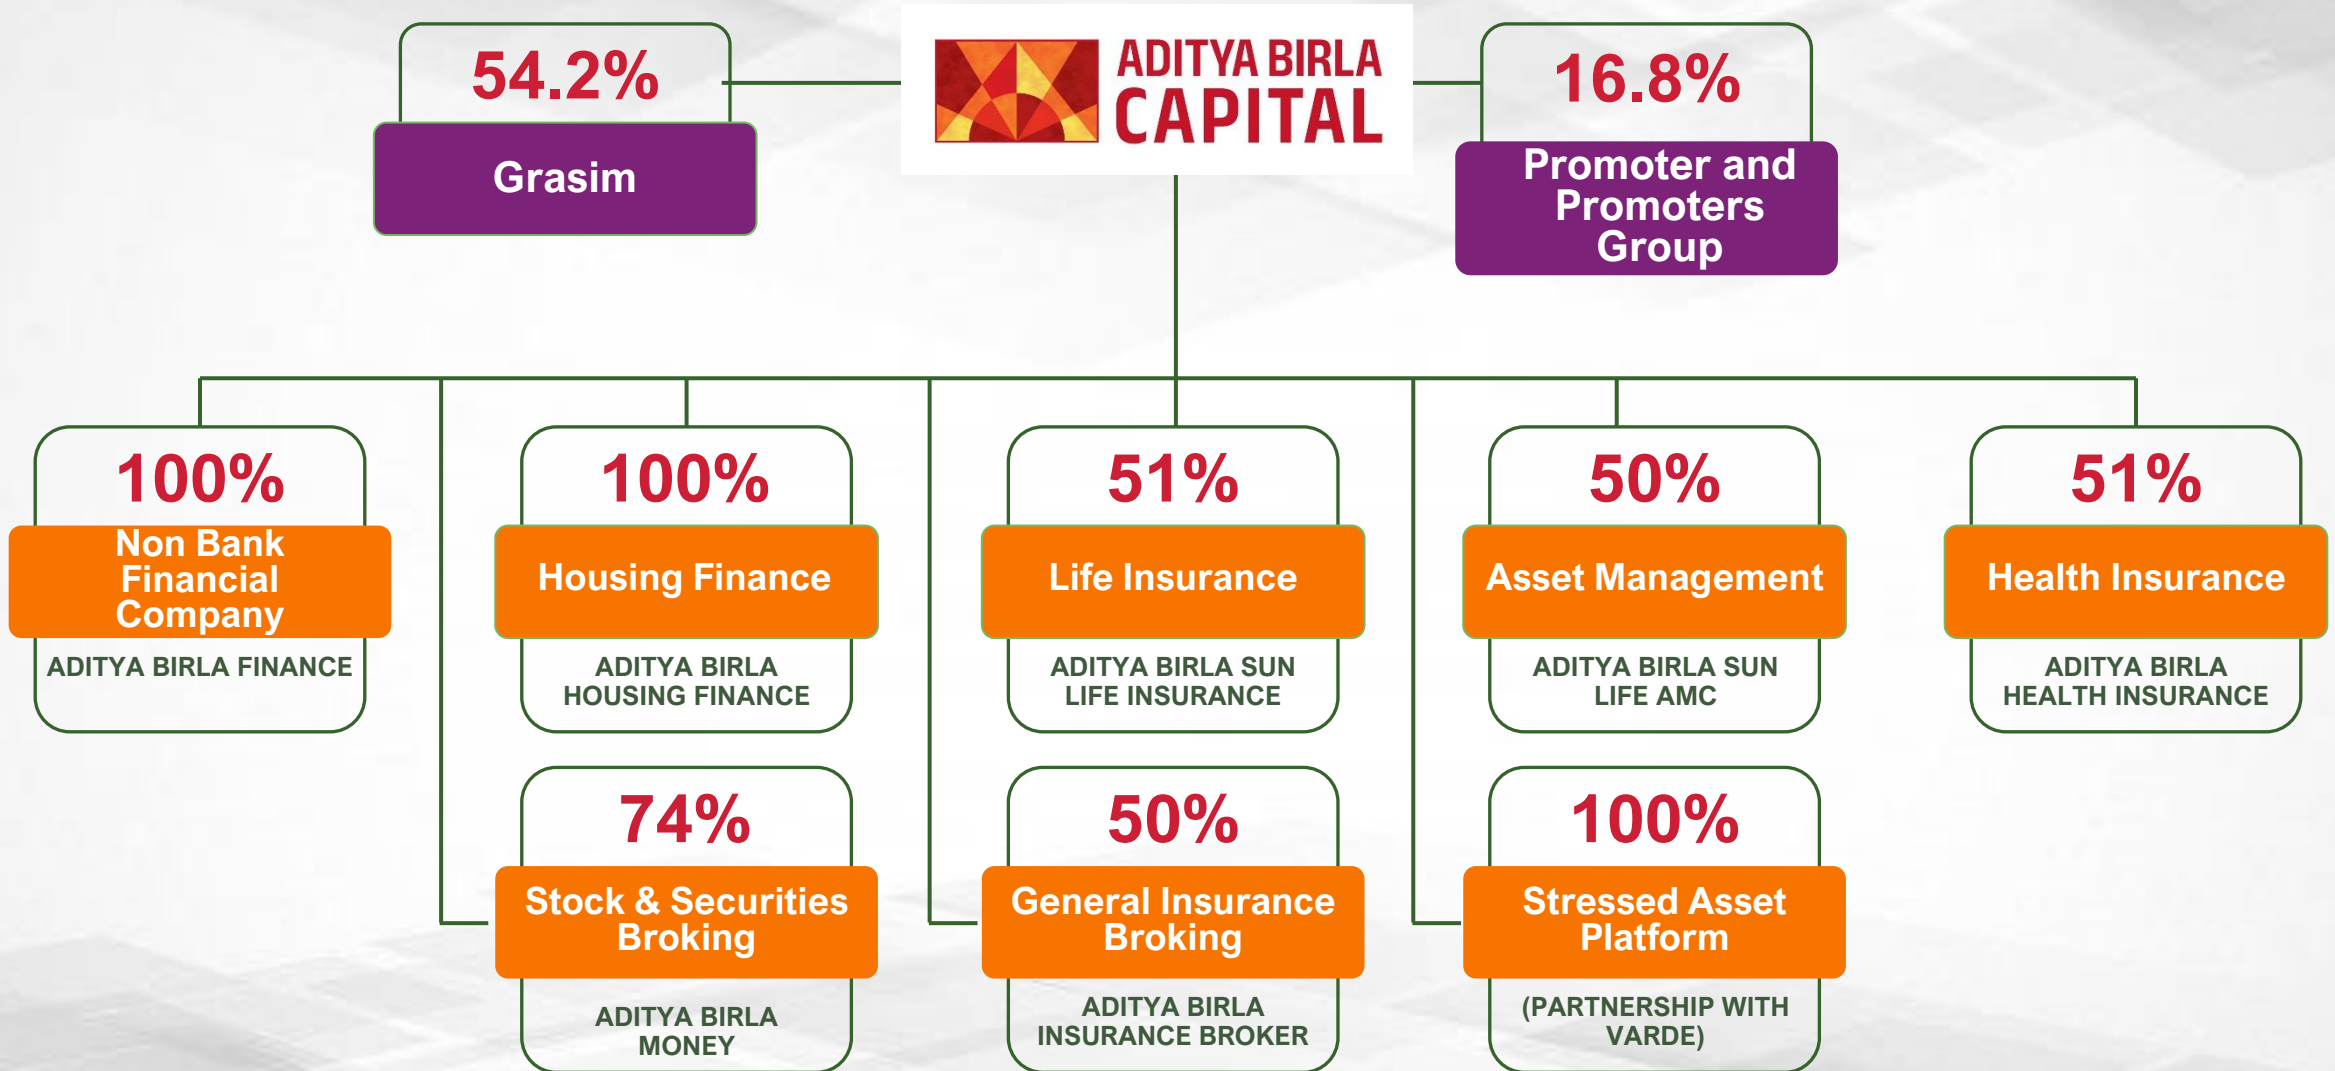 54.2%
Grasim
ADITYA BIRLA
CAPITAL
16.8%
Promoter and
Promoters
Group
100%
Non Bank
Financial
Company
ADITYA BIRLA FINANCE
100%
Housing Finance
ADITYA BIRLA
HOUSING FINANCE
51%
Life Insurance
ADITYA BIRLA SUN
LIFE INSURANCE
50%
Asset Management
ADITYA BIRLA SUN
LIFE AMC
51%
Health Insurance
ADITYA BIRLA
HEALTH INSURANCE
74%
Stock & Securities
Broking
ADITYA BIRLA
MONEY
50%
General Insurance
Broking
ADITYA BIRLA
INSURANCE BROKER
100%
Stressed Asset
Platform
(PARTNERSHIP WITH
VARDE)